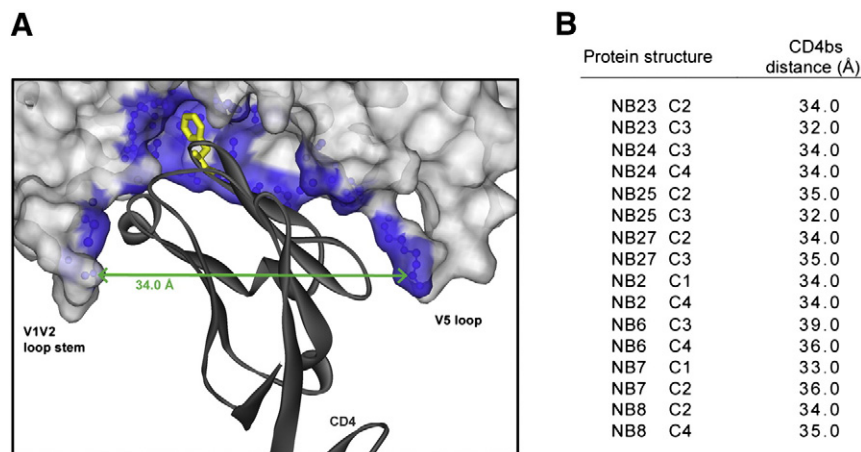 A
34.0 Å
V1V2
loop stem
V5 loop
CD4
B
Protein structure CD4bs distance (Å)
NB23 C2 34.0
NB23 C3 32.0
NB24 C3 34.0
NB24 C4 34.0
NB25 C2 35.0
NB25 C3 32.0
NB27 C2 34.0
NB27 C3 35.0
NB2 C1 34.0
NB2 C4 34.0
NB6 C3 39.0
NB6 C4 36.0
NB7 C1 33.0
NB7 C2 36.0
NB8 C2 34.0
NB8 C4 35.0